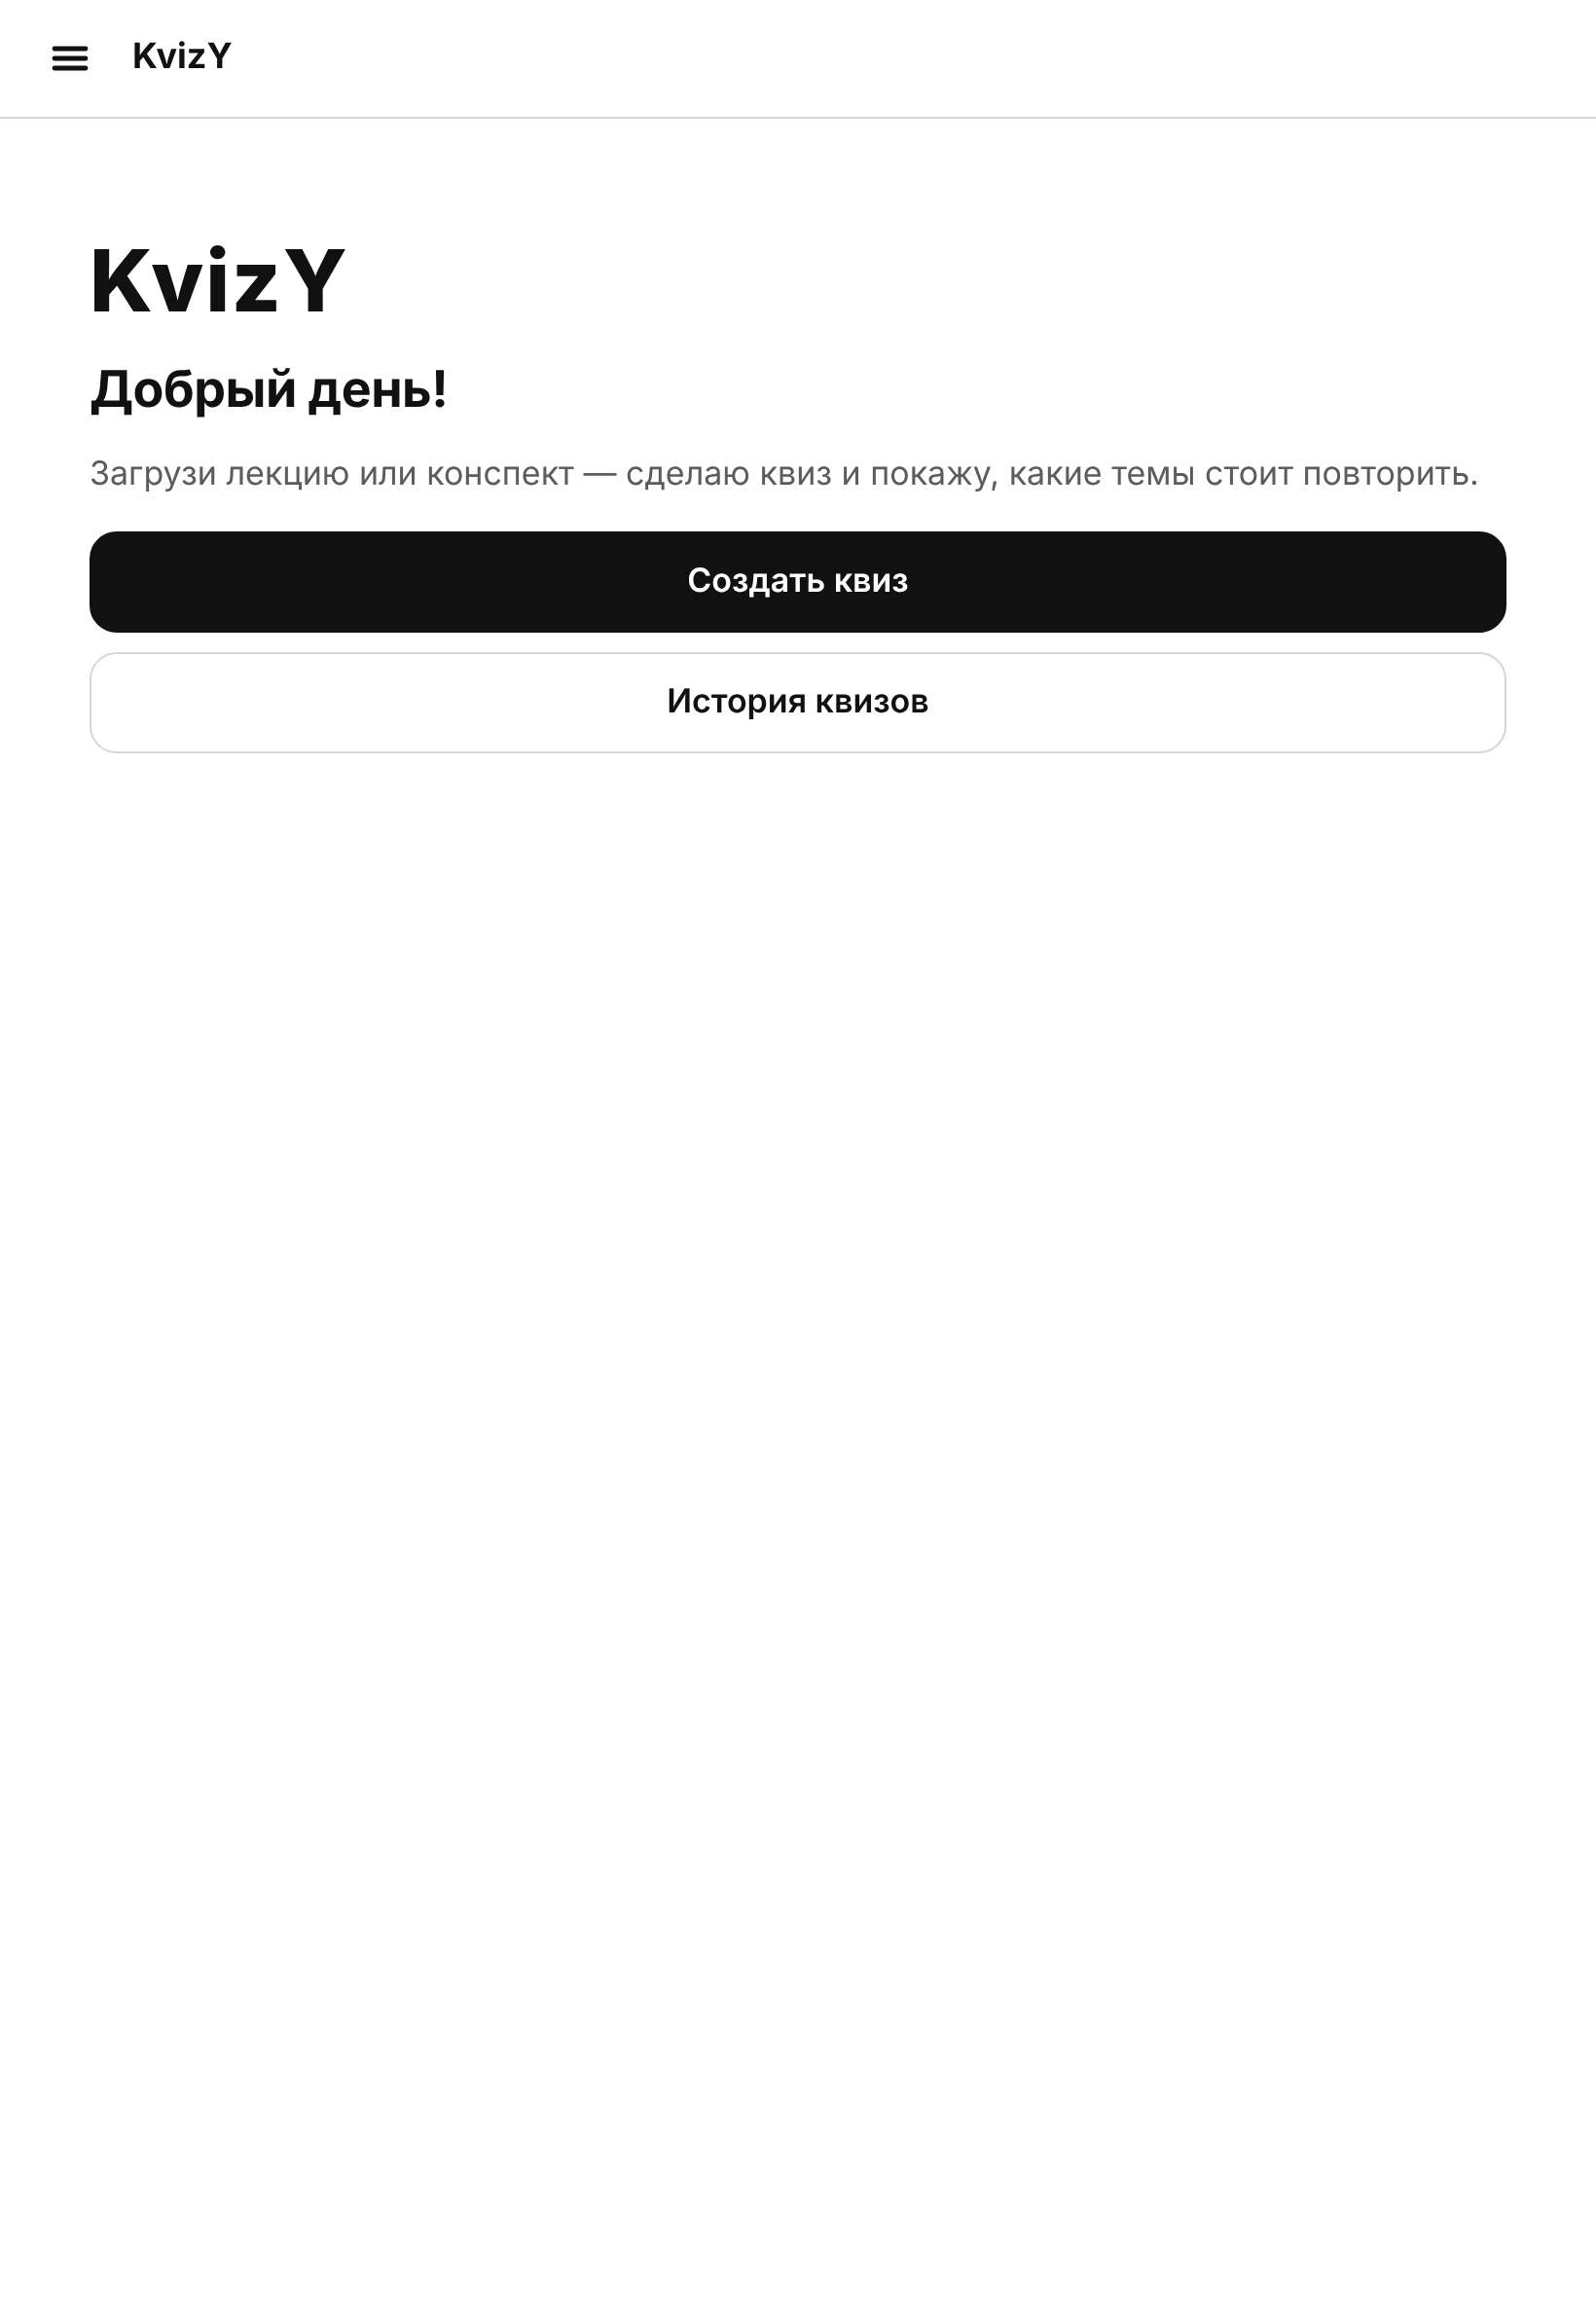 KvizY
KvizY
Добрый день!
Загрузи лекцию или конспект — сделаю квиз и покажу, какие темы стоит повторить.
Создать квиз
История квизов